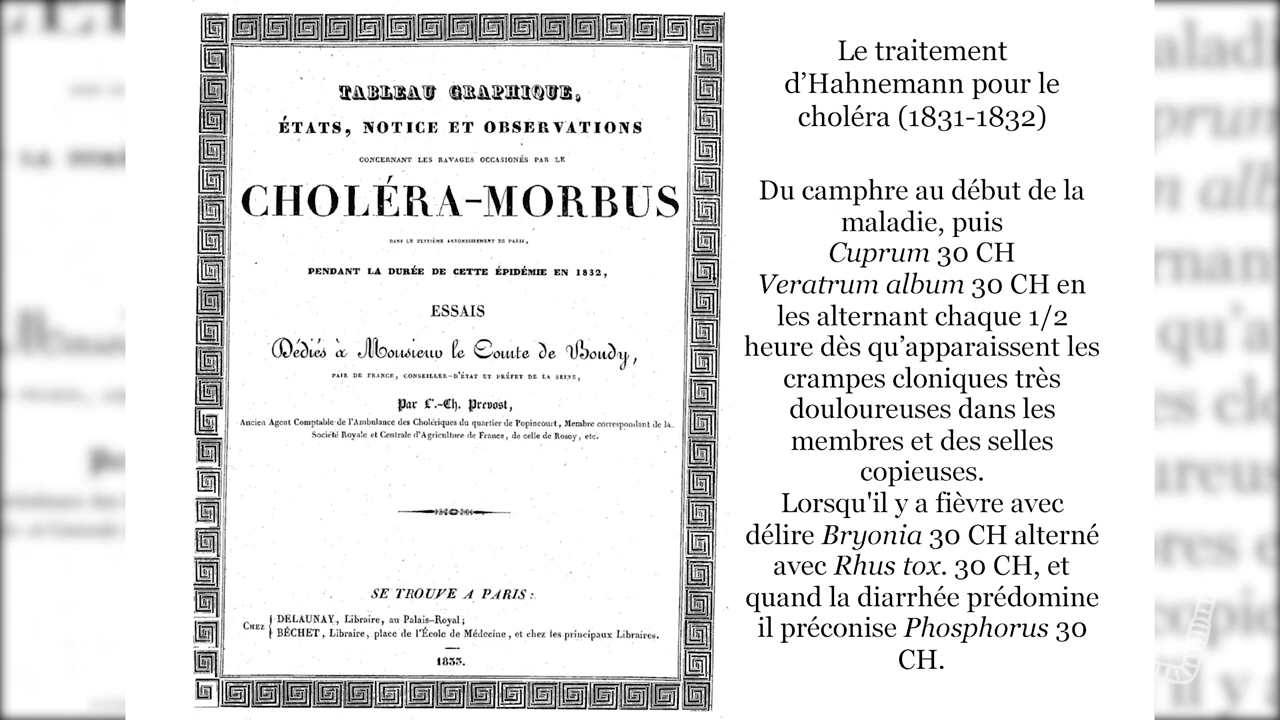 TABLEAU GRAPHIQUE,
ÉTATS, NOTICE ET OBSERVATIONS
CONCERNANT LES RAVAGES OCCASIONÉS PAR LE
CHOLÉRA-MORBUS
DANS LE HUITIÈME ARRONDISSEMENT DE PARIS,
PENDANT LA DURÉE DE CETTE ÉPIDÉMIE EN 1832,
ESSAIS
Dédiés à Monsieur le Comte de Bondy,
PAIR DE FRANCE, CONSEILLER-D'ÉTAT ET PRÉFET DE LA SEINE,
Par L.-Ch. Prevost,
Ancien Agent Comptable de l'Ambulance des Cholériques du quartier de Popincourt, Membre correspondant de la
Société Royale et Centrale d'Agriculture de France, de celle de Rosoy, etc.
SE TROUVE A PARIS:
CHEZ { DELAUNAY, Libraire, au Palais-Royal;
BÉCHET, Libraire, place de l'École de Médecine, et chez les principaux Libraires.
1833.
Le traitement
d’Hahnemann pour le
choléra (1831-1832)
Du camphre au début de la
maladie, puis
Cuprum 30 CH
Veratrum album 30 CH en
les alternant chaque 1/2
heure dès qu’apparaissent les
crampes cloniques très
douloureuses dans les
membres et des selles
copieuses.
Lorsqu'il y a fièvre avec
délire Bryonia 30 CH alterné
avec Rhus tox. 30 CH, et
quand la diarrhée prédomine
il préconise Phosphorus 30
CH.